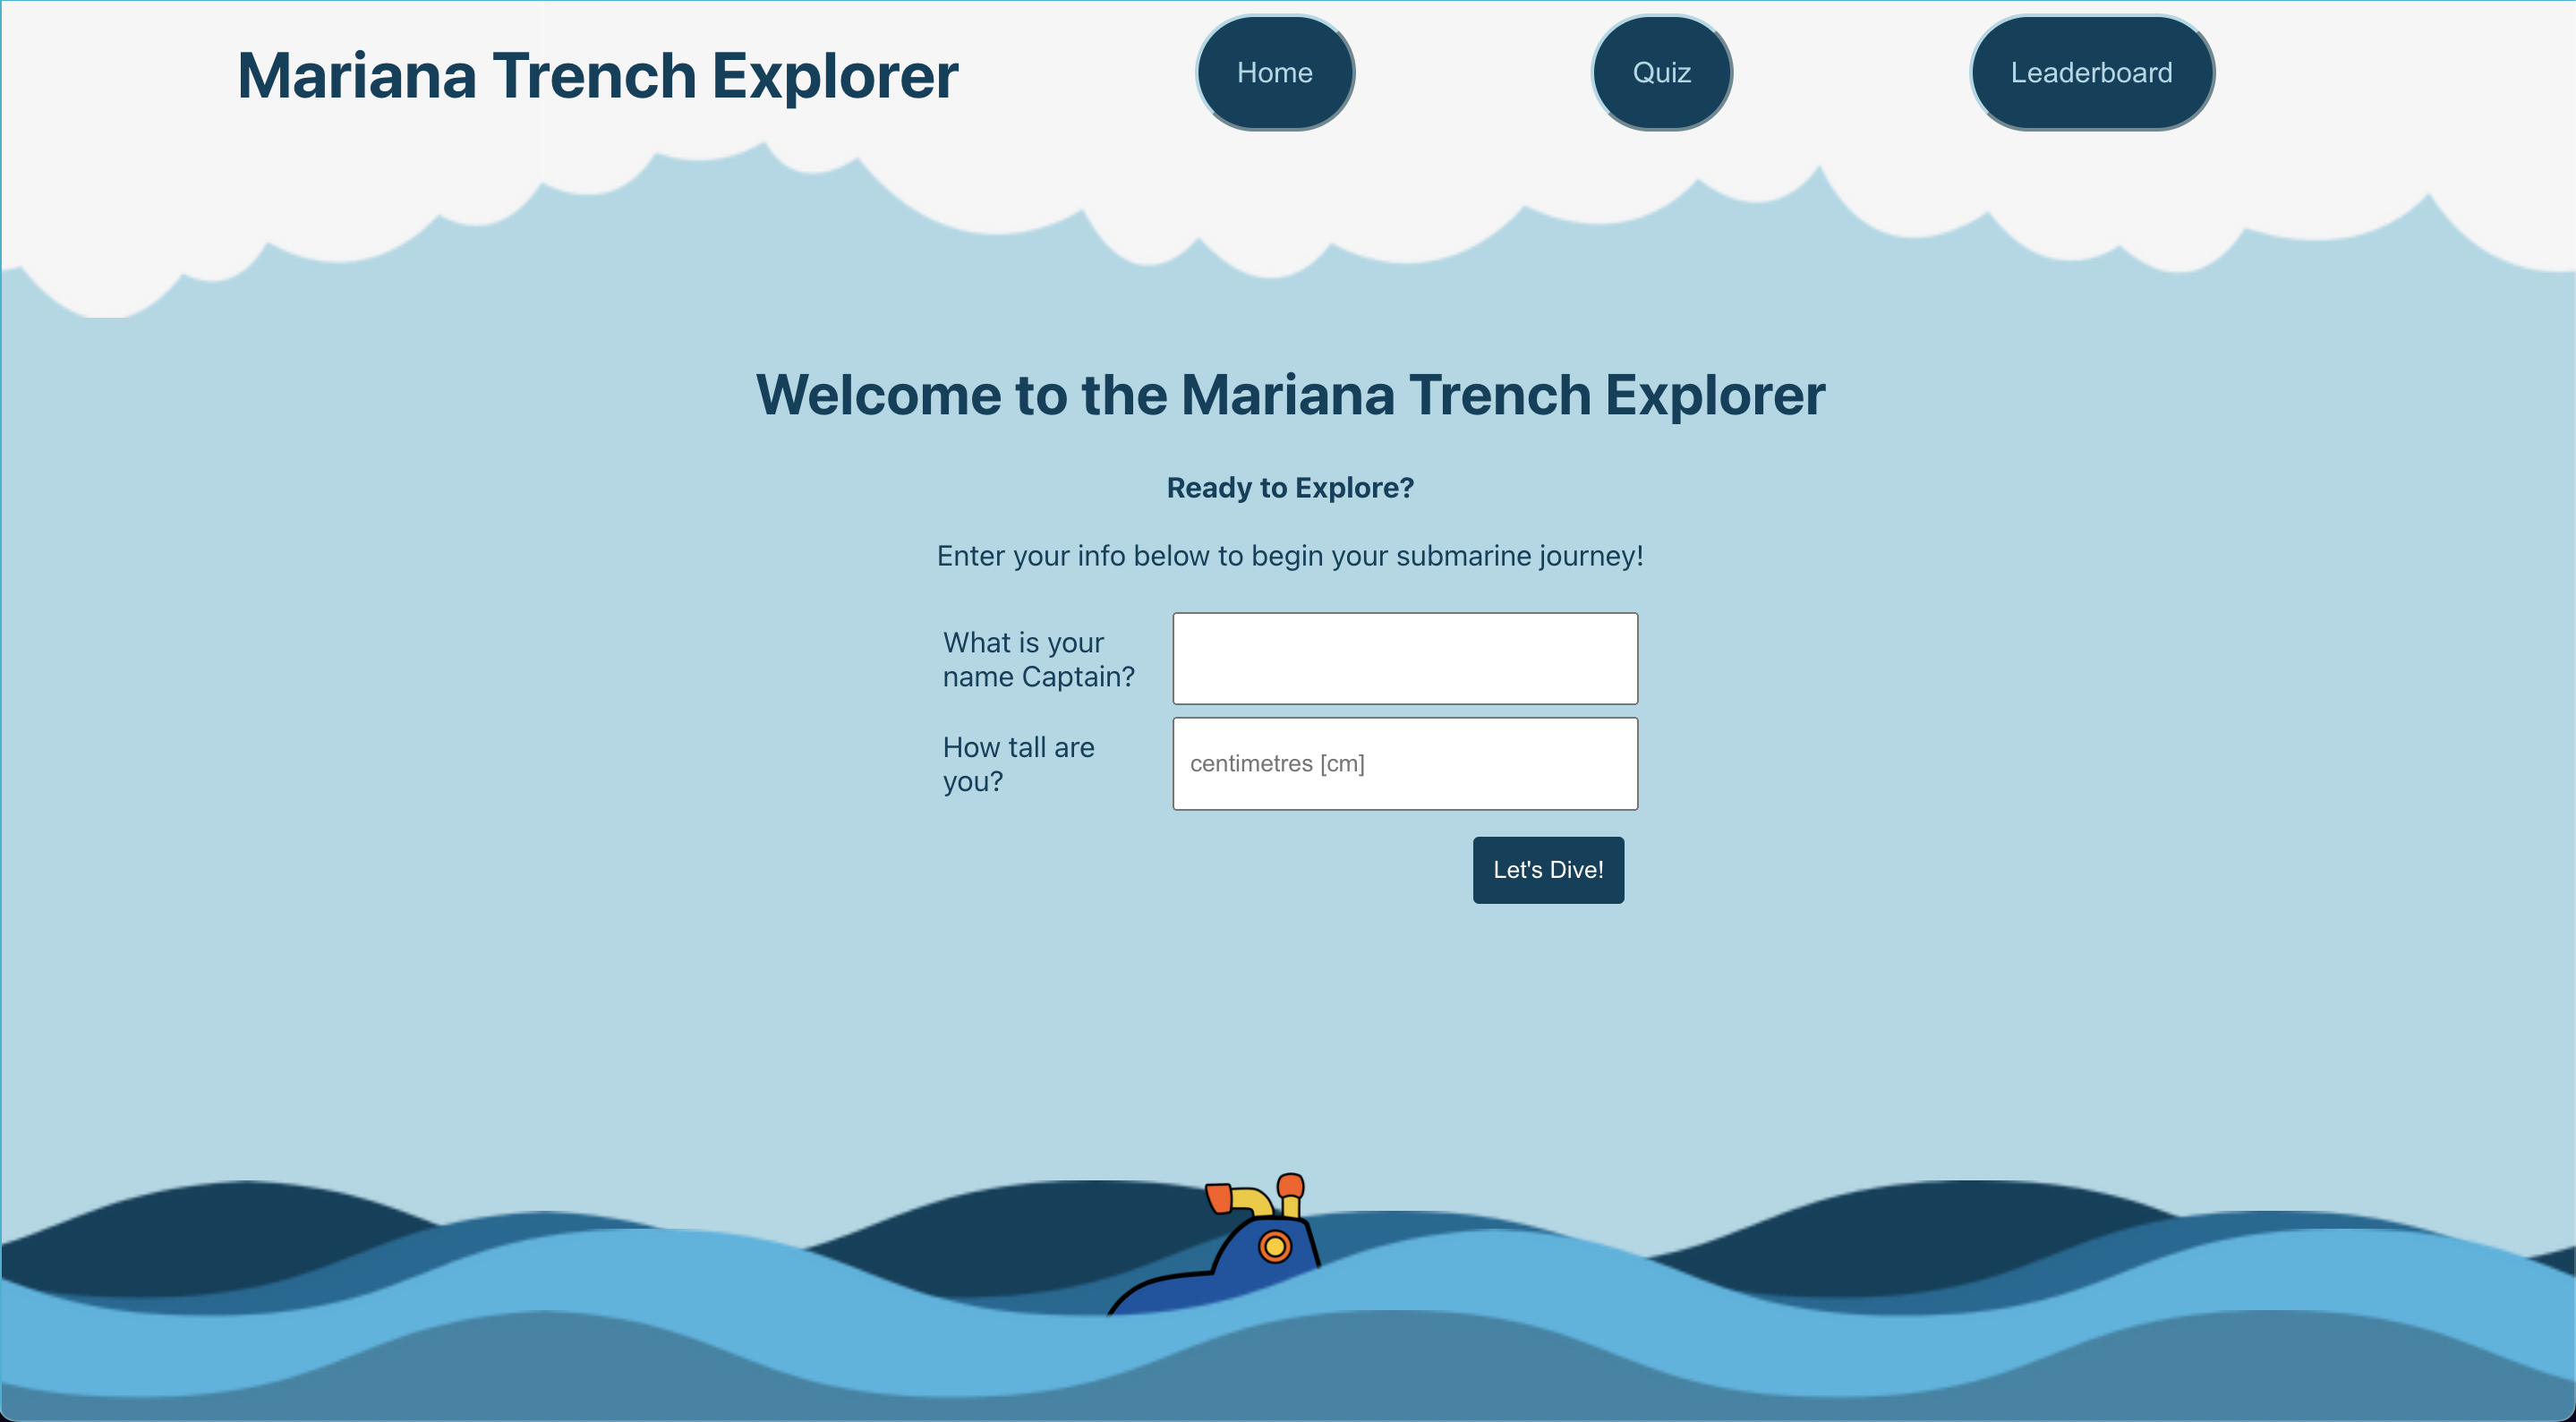 Mariana Trench Explorer
Home
Quiz
Leaderboard
Welcome to the Mariana Trench Explorer
Ready to Explore?
Enter your info below to begin your submarine journey!
What is your
name Captain?
How tall are
you?
centimetres [cm]
Let's Dive!